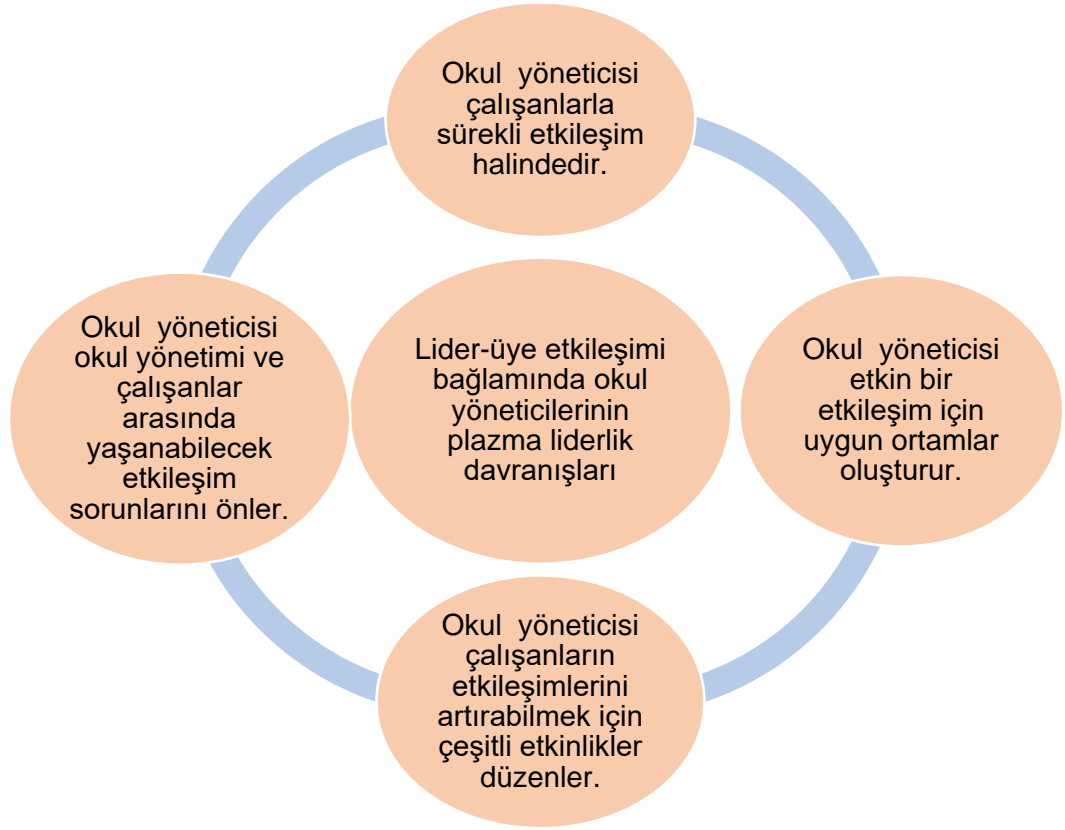 Okul yöneticisi
çalışanlarla
sürekli etkileşim
halindedir.
Okul yöneticisi
okul yönetimi ve
çalışanlar
arasında
yaşanabilecek
etkileşim
sorunlarını önler.
Lider-üye etkileşimi
bağlamında okul
yöneticilerinin
plazma liderlik
davranışları
Okul yöneticisi
etkin bir
etkileşim için
uygun ortamlar
oluşturur.
Okul yöneticisi
çalışanların
etkileşimlerini
artırabilmek için
çeşitli etkinlikler
düzenler.